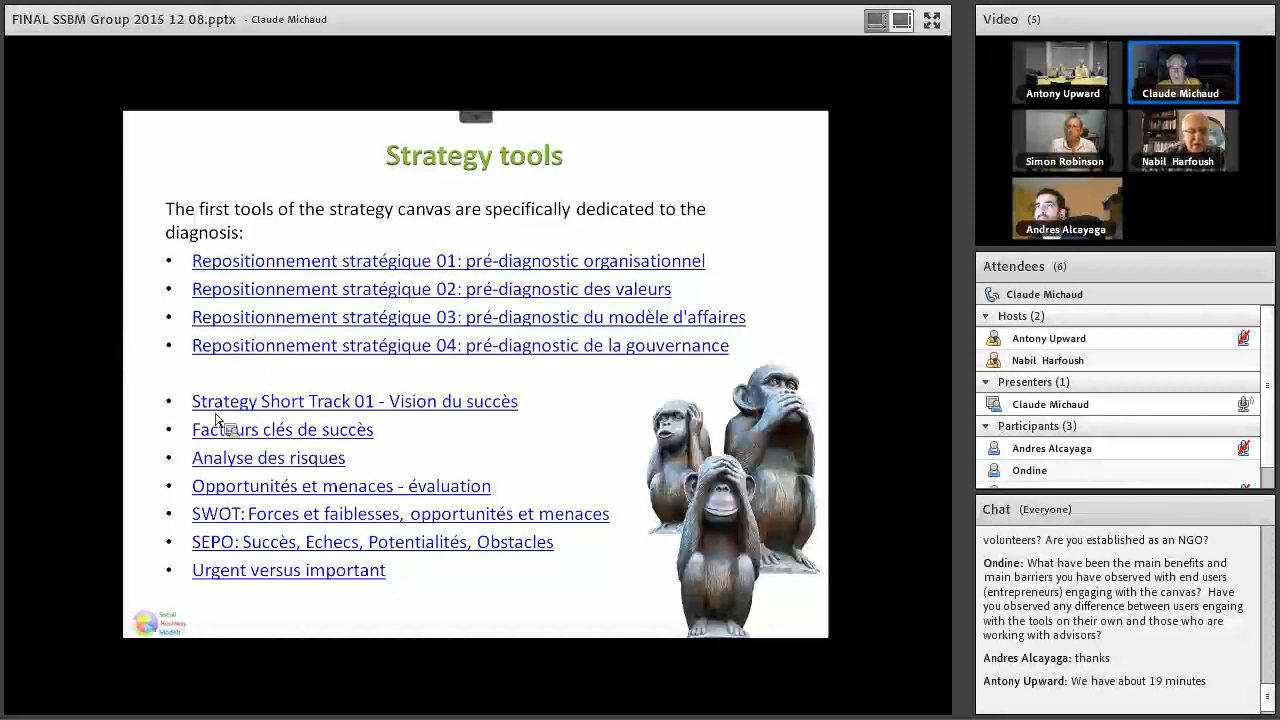 FINAL SSBM Group 2015 12 08.pptx - Claude Michaud
Strategy tools
The first tools of the strategy canvas are specifically dedicated to the
diagnosis:
• Repositionnement stratégique 01: pré-diagnostic organisationnel
• Repositionnement stratégique 02: pré-diagnostic des valeurs
• Repositionnement stratégique 03: pré-diagnostic du modèle d'affaires
• Repositionnement stratégique 04: pré-diagnostic de la gouvernance
• Strategy Short Track 01 - Vision du succès
• Facteurs clés de succès
• Analyse des risques
• Opportunités et menaces - évaluation
• SWOT: Forces et faiblesses, opportunités et menaces
• SEPO: Succès, Echecs, Potentialités, Obstacles
• Urgent versus important
Social
Business
Models
Video (5)
Antony Upward
Claude Michaud
Simon Robinson
Nabil Harfoush
Andres Alcayaga
Attendees (6)
Claude Michaud
Hosts (2)
Antony Upward
Nabil Harfoush
Presenters (1)
Claude Michaud
Participants (3)
Andres Alcayaga
Ondine
Chat (Everyone)
volunteers? Are you established as an NGO?
Ondine: What have been the main benefits and
main barriers you have observed with end users
(entrepreneurs) engaging with the canvas? Have
you observed any difference between users engaing
with the tools on their own and those who are
working with advisors?
Andres Alcayaga: thanks
Antony Upward: We have about 19 minutes